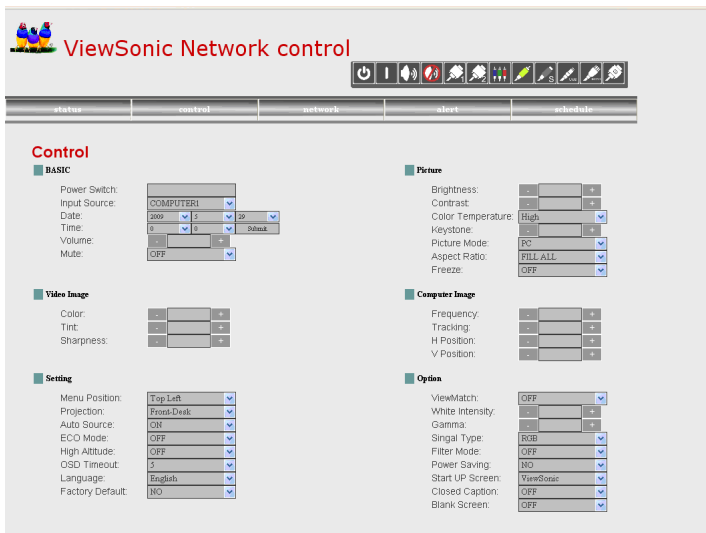 ViewSonic Network control
status control network alert schedule
Control
BASIC
Power Switch:
Input Source: COMPUTER1
Date: 2009 5 29
Time: 0 0 Submit
Volume: - +
Mute: OFF
Picture
Brightness: - +
Contrast: - +
Color Temperature: High
Keystone: - +
Picture Mode: PC
Aspect Ratio: FILL ALL
Freeze: OFF
Video Image
Color: - +
Tint: - +
Sharpness: - +
Computer Image
Frequency: - +
Tracking: - +
H Position: - +
V Position: - +
Setting
Menu Position: Top Left
Projection: Front-Desk
Auto Source: ON
ECO Mode: OFF
High Altitude: OFF
OSD Timeout: 5
Language: English
Factory Default: NO
Option
ViewMatch: OFF
White Intensity: - +
Gamma: - +
Singal Type: RGB
Filter Mode: OFF
Power Saving: NO
Start UP Screen: ViewSonic
Closed Caption: OFF
Blank Screen: OFF